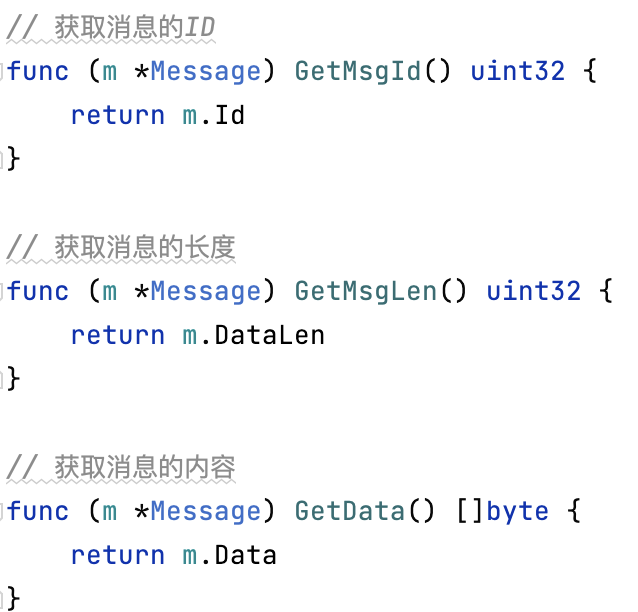 // 获取消息的ID
func (m *Message) GetMsgId() uint32 {
    return m.Id
}

// 获取消息的长度
func (m *Message) GetMsgLen() uint32 {
    return m.DataLen
}

// 获取消息的内容
func (m *Message) GetData() []byte {
    return m.Data
}